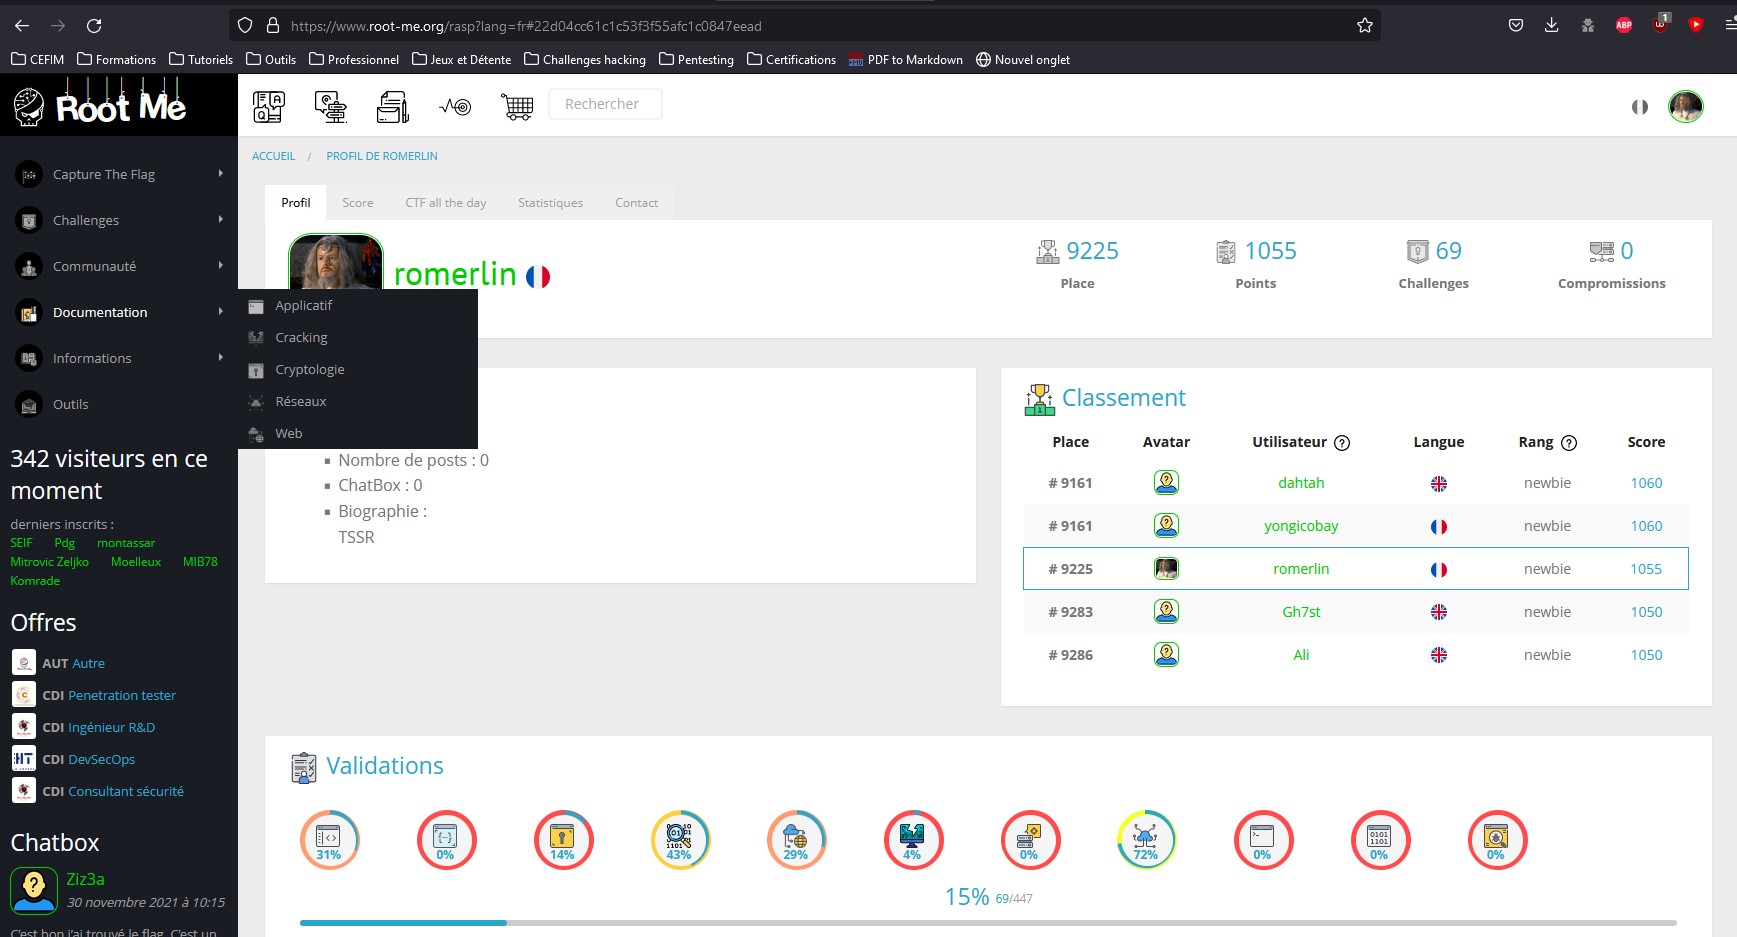 https://www.root-me.org/rasp?lang=fr#22d04cc61c1c53f3f55afc1c0847eead
ABP
1
CEFIM Formations Tutoriels Outils Professionnel Jeux et Détente Challenges hacking Pentesting Certifications PDF to Markdown Nouvel onglet
Root Me
Rechercher
ACCUEIL / PROFIL DE ROMERLIN
Capture The Flag
Challenges
Communauté
Documentation
Informations
Outils
Applicatif
Cracking
Cryptologie
Réseaux
Web
342 visiteurs en ce
moment
derniers inscrits :
SEIF Pdg montassar
Mitrovic Zeljko Moelleux MIB78
Komrade
Offres
AUT Autre
CDI Penetration tester
CDI Ingénieur R&D
CDI DevSecOps
CDI Consultant sécurité
Chatbox
Ziz3a
30 novembre 2021 à 10:15
C'est bon j'ai trouvé le flag. C'est un
Profil Score CTF all the day Statistiques Contact
romerlin
9225
Place
1055
Points
69
Challenges
0
Compromissions
Nombre de posts : 0
ChatBox : 0
Biographie :
TSSR
Classement
Place Avatar Utilisateur Langue Rang Score
# 9161 dahtah newbie 1060
# 9161 yongicobay newbie 1060
# 9225 romerlin newbie 1055
# 9283 Gh7st newbie 1050
# 9286 Ali newbie 1050
Validations
31% 0% 14% 43% 29% 4% 0% 72% 0% 0% 0%
15% 69/447